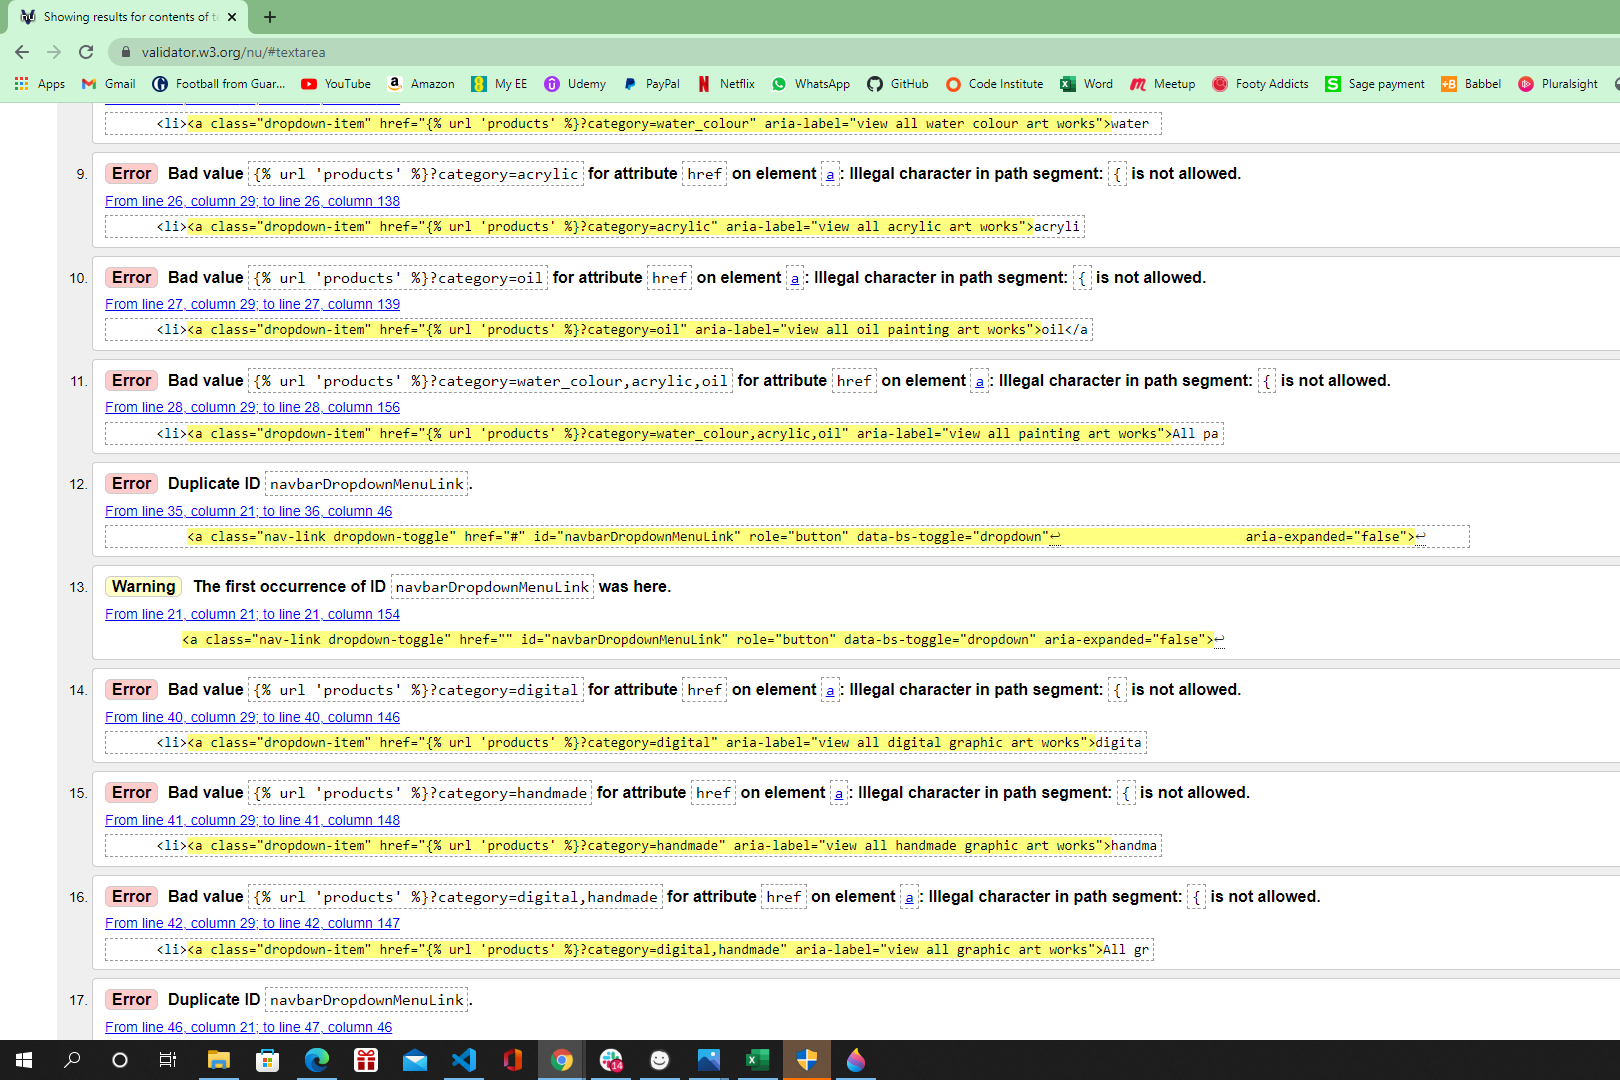 Showing results for contents of t
validator.w3.org/nu/#textarea
Apps Gmail Football from Guar... YouTube Amazon My EE Udemy PayPal Netflix WhatsApp GitHub Code Institute Word Meetup Footy Addicts Sage payment Babbel Pluralsight
<li><a class="dropdown-item" href="{% url 'products' %}?category=water_colour" aria-label="view all water colour art works">water
9. Error Bad value {% url 'products' %}?category=acrylic for attribute href on element a: Illegal character in path segment: { is not allowed.
From line 26, column 29; to line 26, column 138
<li><a class="dropdown-item" href="{% url 'products' %}?category=acrylic" aria-label="view all acrylic art works">acryli
10. Error Bad value {% url 'products' %}?category=oil for attribute href on element a: Illegal character in path segment: { is not allowed.
From line 27, column 29; to line 27, column 139
<li><a class="dropdown-item" href="{% url 'products' %}?category=oil" aria-label="view all oil painting art works">oil</a
11. Error Bad value {% url 'products' %}?category=water_colour,acrylic,oil for attribute href on element a: Illegal character in path segment: { is not allowed.
From line 28, column 29; to line 28, column 156
<li><a class="dropdown-item" href="{% url 'products' %}?category=water_colour,acrylic,oil" aria-label="view all painting art works">All pa
12. Error Duplicate ID navbarDropdownMenuLink.
From line 35, column 21; to line 36, column 46
<a class="nav-link dropdown-toggle" href="#" id="navbarDropdownMenuLink" role="button" data-bs-toggle="dropdown"↩ aria-expanded="false">↩
13. Warning The first occurrence of ID navbarDropdownMenuLink was here.
From line 21, column 21; to line 21, column 154
<a class="nav-link dropdown-toggle" href="" id="navbarDropdownMenuLink" role="button" data-bs-toggle="dropdown" aria-expanded="false">↩
14. Error Bad value {% url 'products' %}?category=digital for attribute href on element a: Illegal character in path segment: { is not allowed.
From line 40, column 29; to line 40, column 146
<li><a class="dropdown-item" href="{% url 'products' %}?category=digital" aria-label="view all digital graphic art works">digita
15. Error Bad value {% url 'products' %}?category=handmade for attribute href on element a: Illegal character in path segment: { is not allowed.
From line 41, column 29; to line 41, column 148
<li><a class="dropdown-item" href="{% url 'products' %}?category=handmade" aria-label="view all handmade graphic art works">handma
16. Error Bad value {% url 'products' %}?category=digital,handmade for attribute href on element a: Illegal character in path segment: { is not allowed.
From line 42, column 29; to line 42, column 147
<li><a class="dropdown-item" href="{% url 'products' %}?category=digital,handmade" aria-label="view all graphic art works">All gr
17. Error Duplicate ID navbarDropdownMenuLink.
From line 46, column 21; to line 47, column 46
14